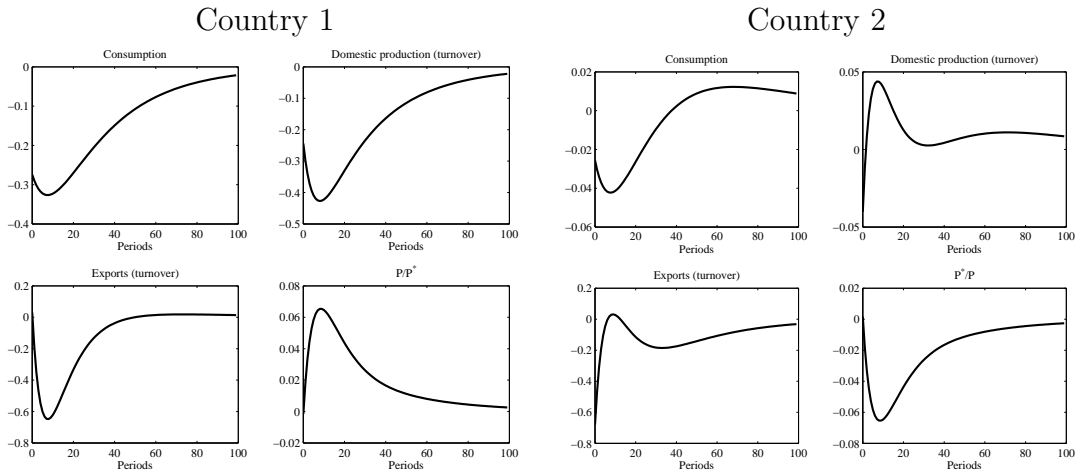 Country 1
Country 2
Consumption
0
−0.1
−0.2
−0.3
−0.4
0 20 40 60 80 100
Periods
Domestic production (turnover)
0
−0.1
−0.2
−0.3
−0.4
−0.5
0 20 40 60 80 100
Periods
Exports (turnover)
0.2
0
−0.2
−0.4
−0.6
−0.8
0 20 40 60 80 100
Periods
P/P*
0.08
0.06
0.04
0.02
0
−0.02
0 20 40 60 80 100
Periods
Consumption
0.02
0
−0.02
−0.04
−0.06
0 20 40 60 80 100
Periods
Domestic production (turnover)
0.05
0
−0.05
0 20 40 60 80 100
Periods
Exports (turnover)
0.2
0
−0.2
−0.4
−0.6
−0.8
0 20 40 60 80 100
Periods
P*/P
0.02
0
−0.02
−0.04
−0.06
−0.08
0 20 40 60 80 100
Periods